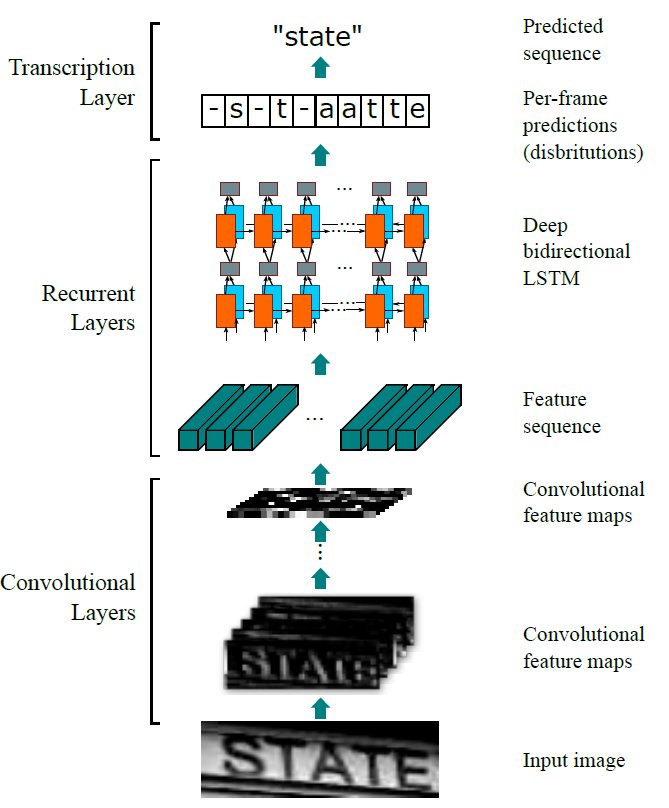 "state"
Predicted
sequence
Transcription
Layer
-s-t-aatte
Per-frame
predictions
(disbritutions)
...
Deep
bidirectional
LSTM
...
Recurrent
Layers
...
Feature
sequence
Convolutional
feature maps
Convolutional
Layers
STATE
Convolutional
feature maps
STATE
Input image